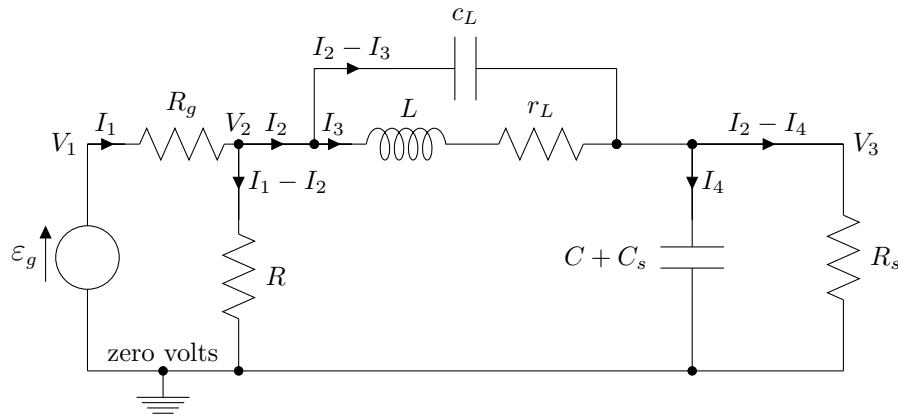 c_L
I_2 − I_3
R_g
L
r_L
V_1
I_1
V_2
I_2
I_3
I_2 − I_4
V_3
I_1 − I_2
I_4
ε_g
R
C + C_s
R_s
zero volts